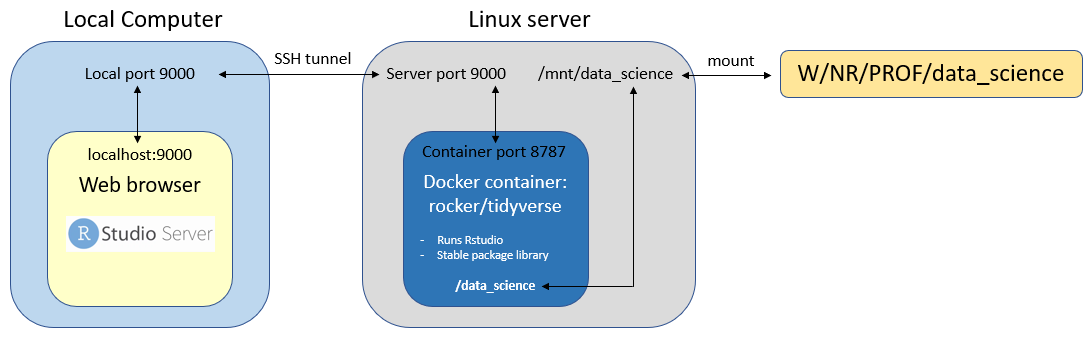 Local Computer
Linux server
Local port 9000
SSH tunnel
Server port 9000
/mnt/data_science
mount
W/NR/PROF/data_science
localhost:9000
Web browser
R Studio Server
Container port 8787
Docker container:
rocker/tidyverse
- Runs Rstudio
- Stable package library
/data_science